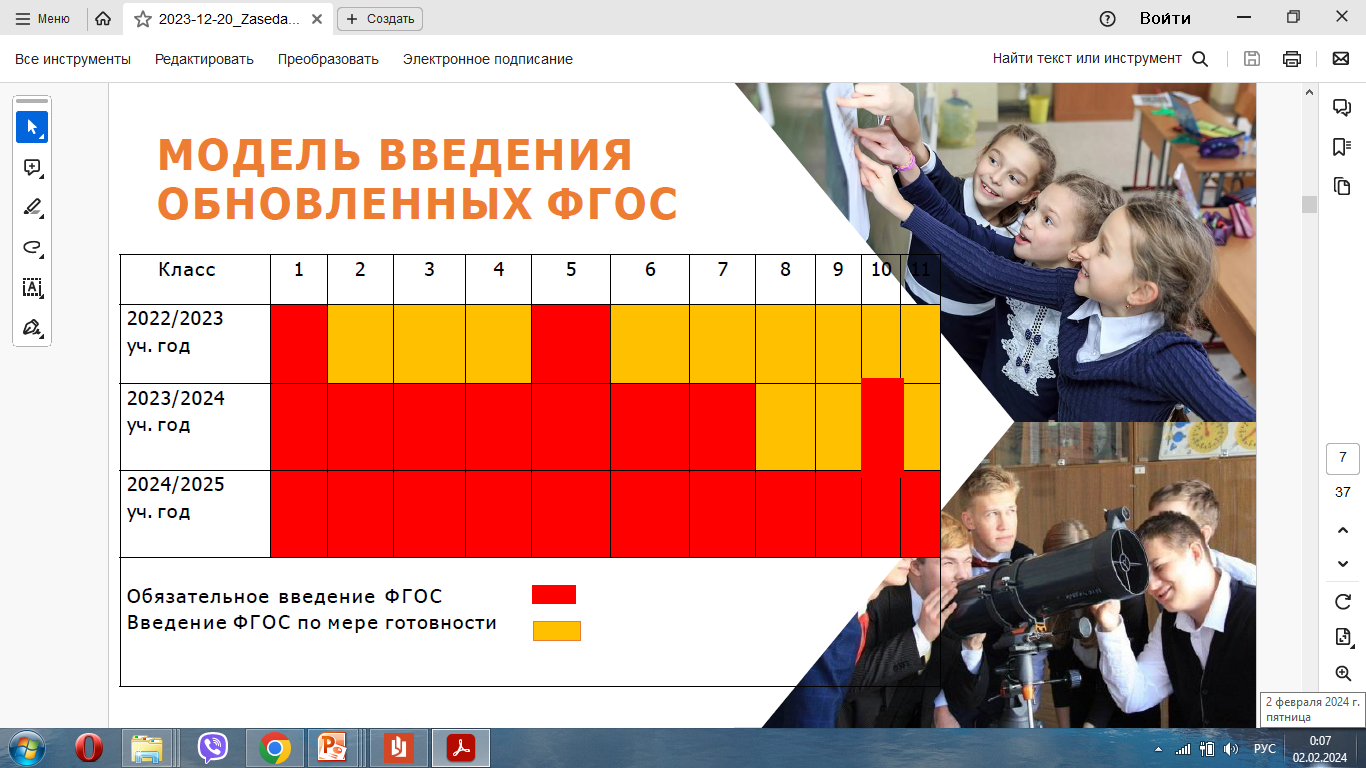 Меню
2023-12-20_Zaseda...
Создать
Войти
Все инструменты
Редактировать
Преобразовать
Электронное подписание
Найти текст или инструмент
МОДЕЛЬ ВВЕДЕНИЯ
ОБНОВЛЕННЫХ ФГОС
Класс 1 2 3 4 5 6 7 8 9 10 11
2022/2023
уч. год
2023/2024
уч. год
2024/2025
уч. год
Обязательное введение ФГОС
Введение ФГОС по мере готовности
7
37
2 февраля 2024 г.
пятница
РУС
0:07
02.02.2024